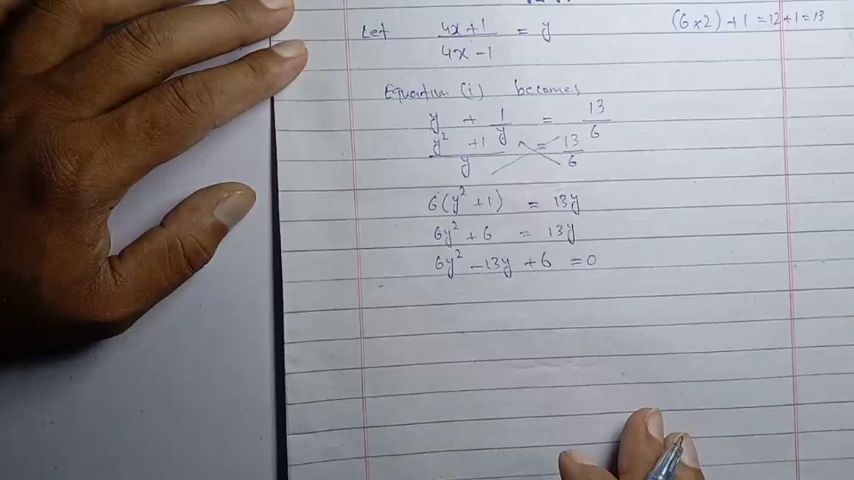 Let (4x+1)/(4x-1) = y
(6×2)+1 = 12+1 = 13
Equation (i) becomes
y + 1/y = 13/6
(y² +1)/y = 13/6
6(y² +1) = 13y
6y² + 6 = 13y
6y² - 13y + 6 = 0